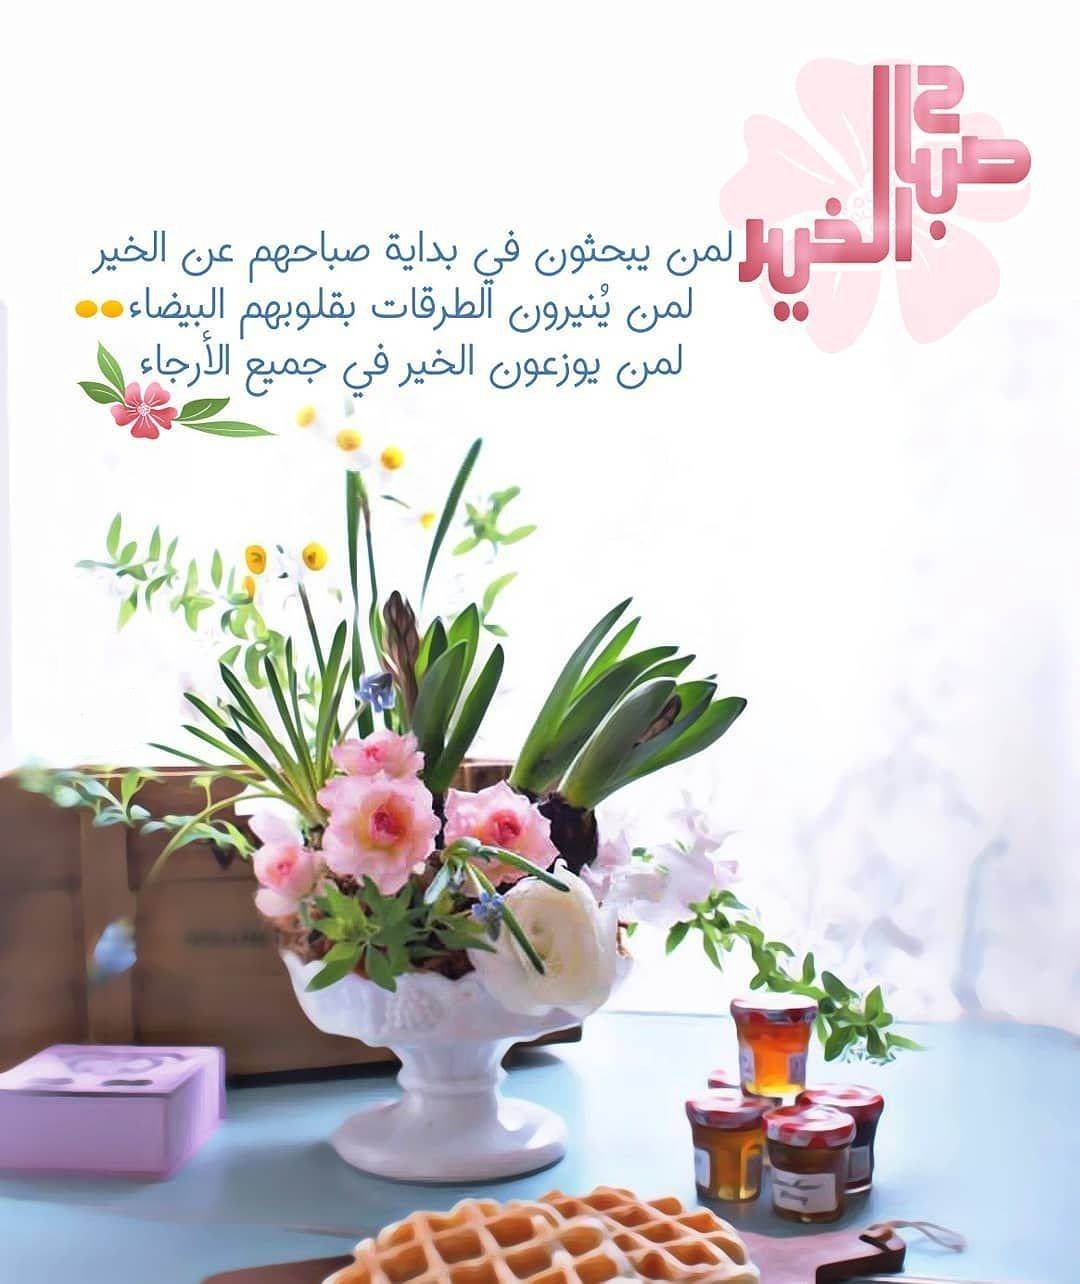 صباح
الخير
لمن يبحثون في بداية صباحهم عن الخير
لمن يُنيرون الطرقات بقلوبهم البيضاء
لمن يوزعون الخير في جميع الأرجاء